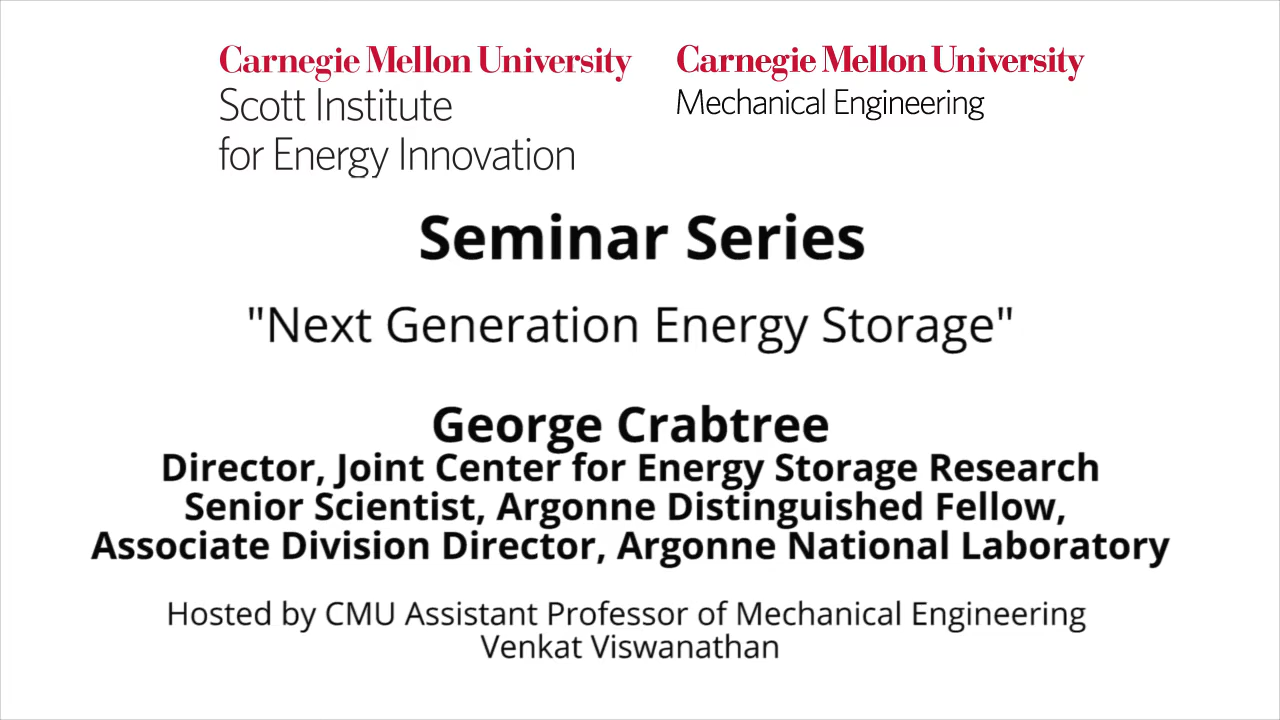 Carnegie Mellon University
Scott Institute
for Energy Innovation
Carnegie Mellon University
Mechanical Engineering
Seminar Series
"Next Generation Energy Storage"
George Crabtree
Director, Joint Center for Energy Storage Research
Senior Scientist, Argonne Distinguished Fellow,
Associate Division Director, Argonne National Laboratory
Hosted by CMU Assistant Professor of Mechanical Engineering
Venkat Viswanathan